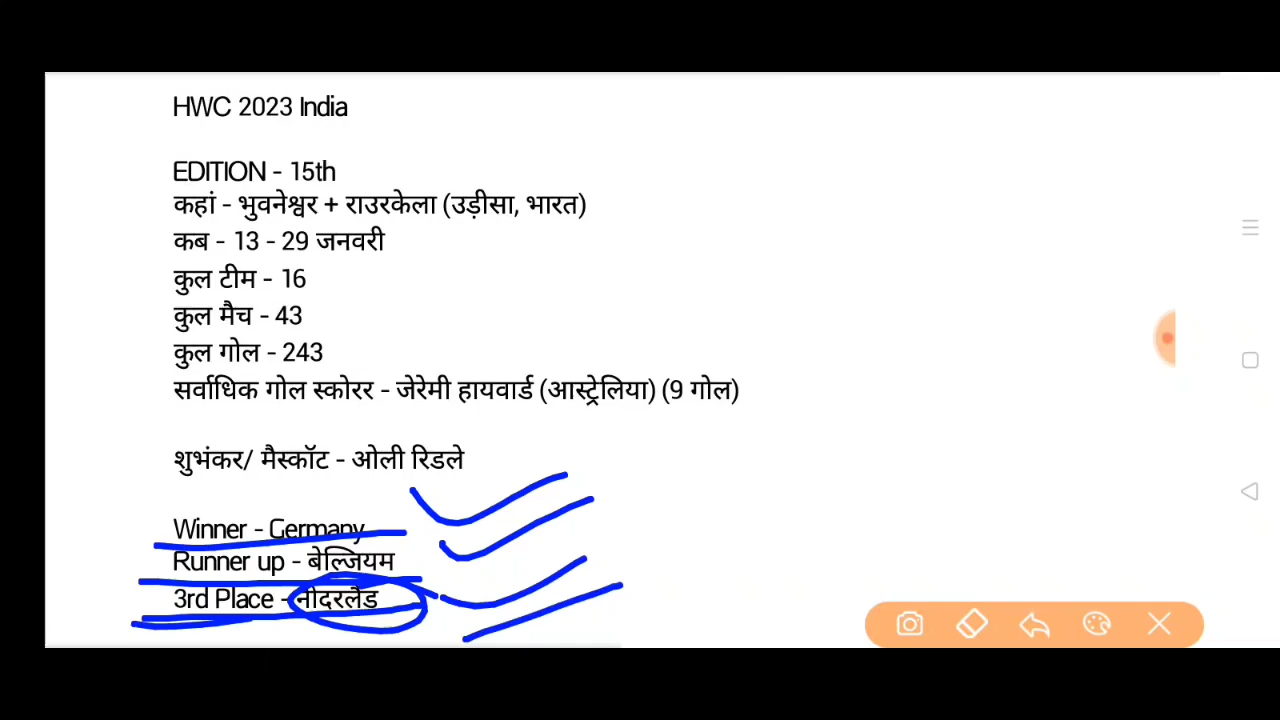 HWC 2023 India
EDITION - 15th
कहां - भुवनेश्वर + राउरकेला (उड़ीसा, भारत)
कब - 13 - 29 जनवरी
कुल टीम - 16
कुल मैच - 43
कुल गोल - 243
सर्वाधिक गोल स्कोरर - जेरेमी हायवार्ड (आस्ट्रेलिया) (9 गोल)
शुभंकर/ मैस्कॉट - ओली रिडले
Winner - Germany
Runner up - बेल्जियम
3rd Place - नीदरलैंड